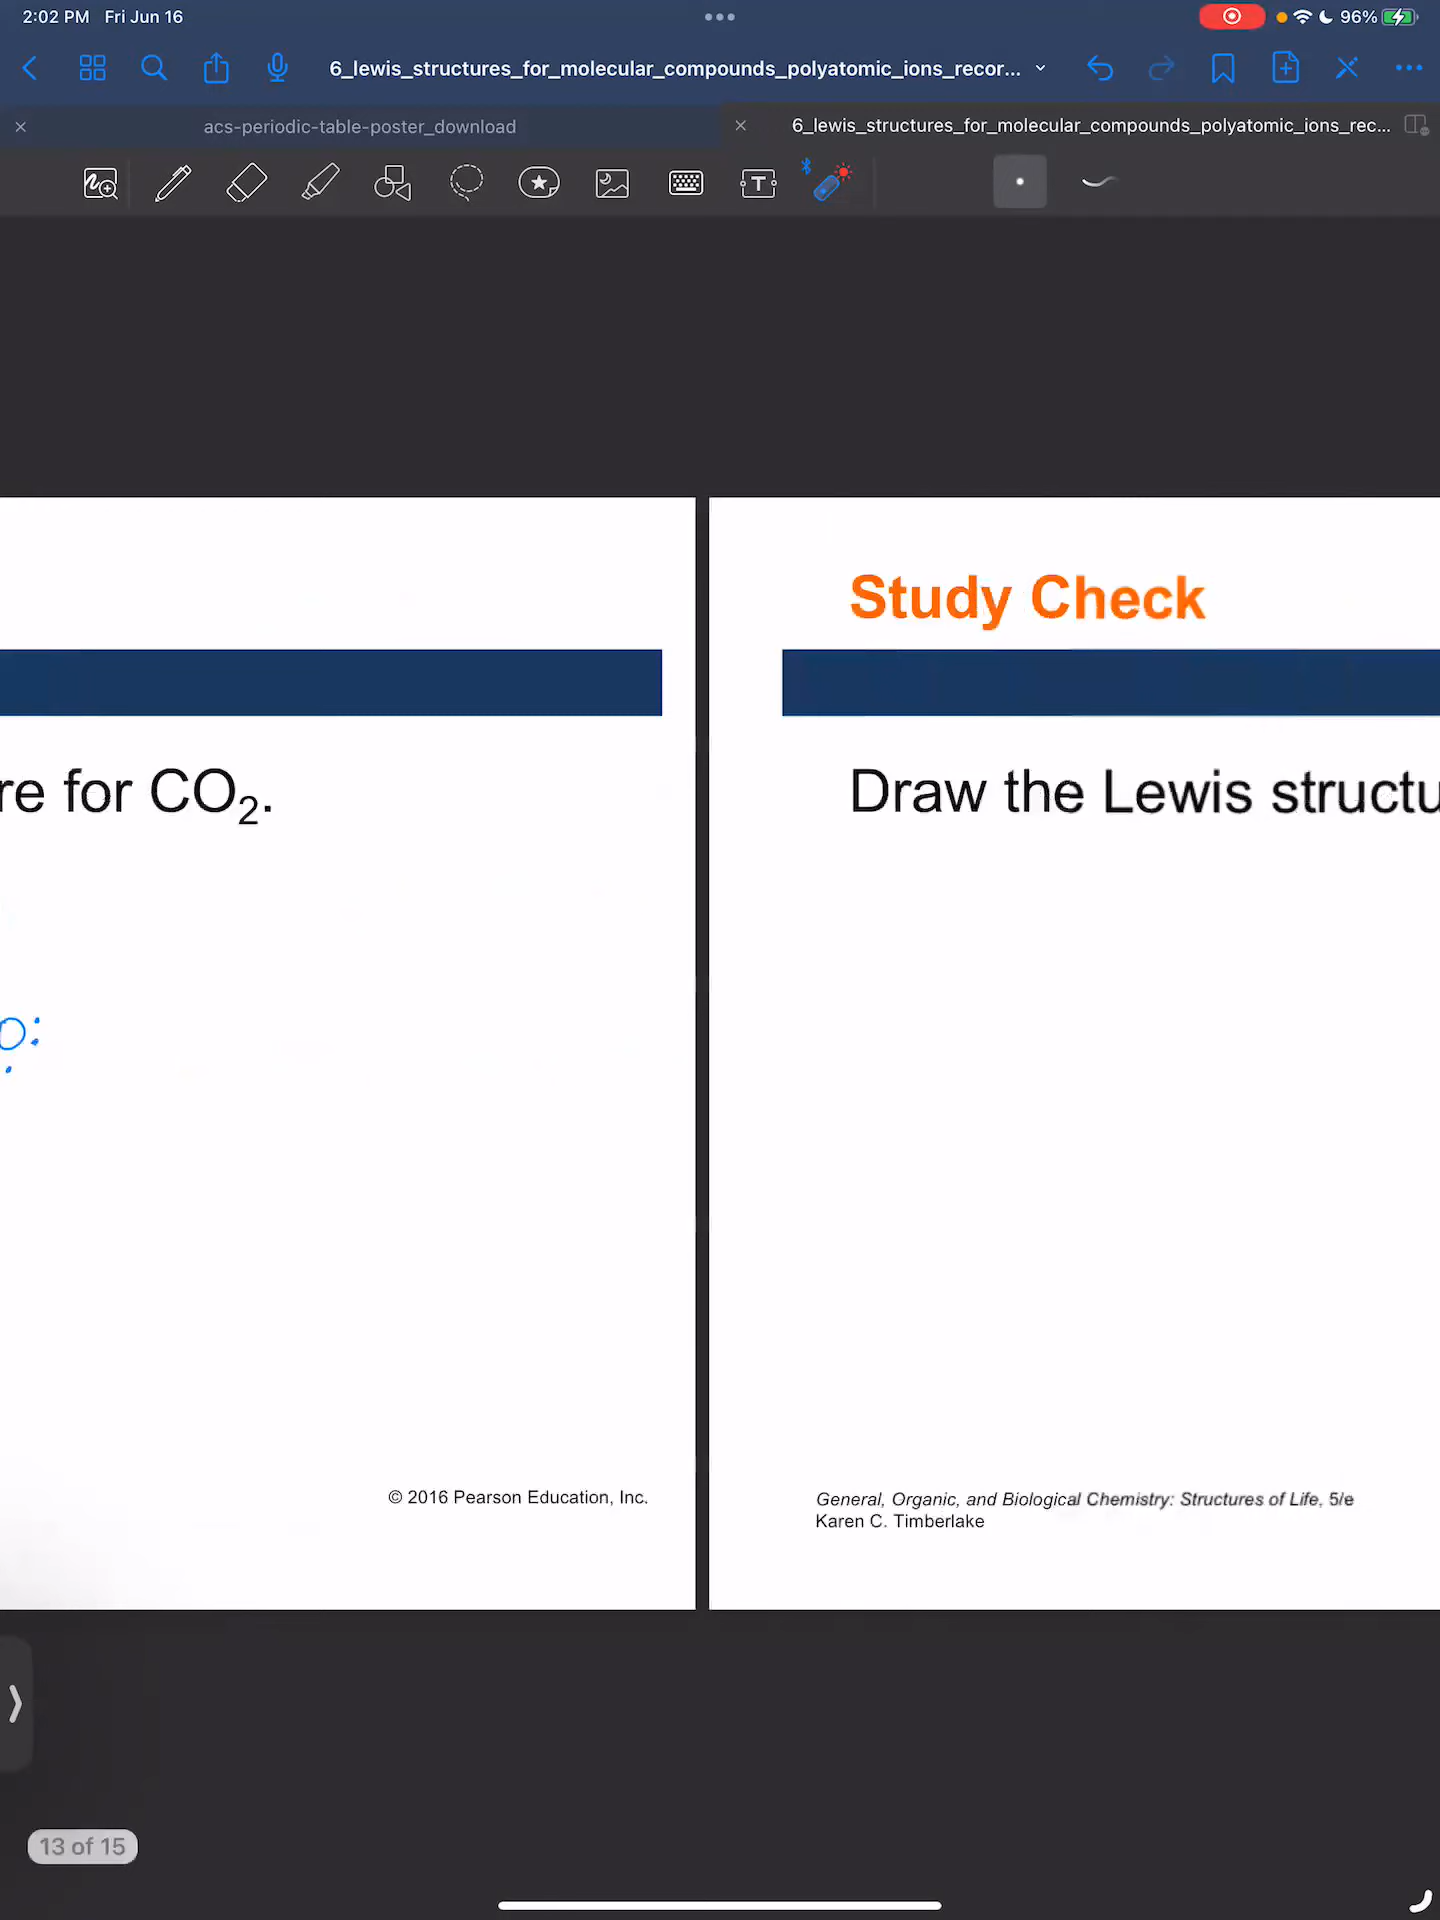 2:02 PM Fri Jun 16
96%
6_lewis_structures_for_molecular_compounds_polyatomic_ions_recor...
acs-periodic-table-poster_download
6_lewis_structures_for_molecular_compounds_polyatomic_ions_rec...
T
re for CO₂.
O:
© 2016 Pearson Education, Inc.
Study Check
Draw the Lewis structu
General, Organic, and Biological Chemistry: Structures of Life, 5/e
Karen C. Timberlake
13 of 15